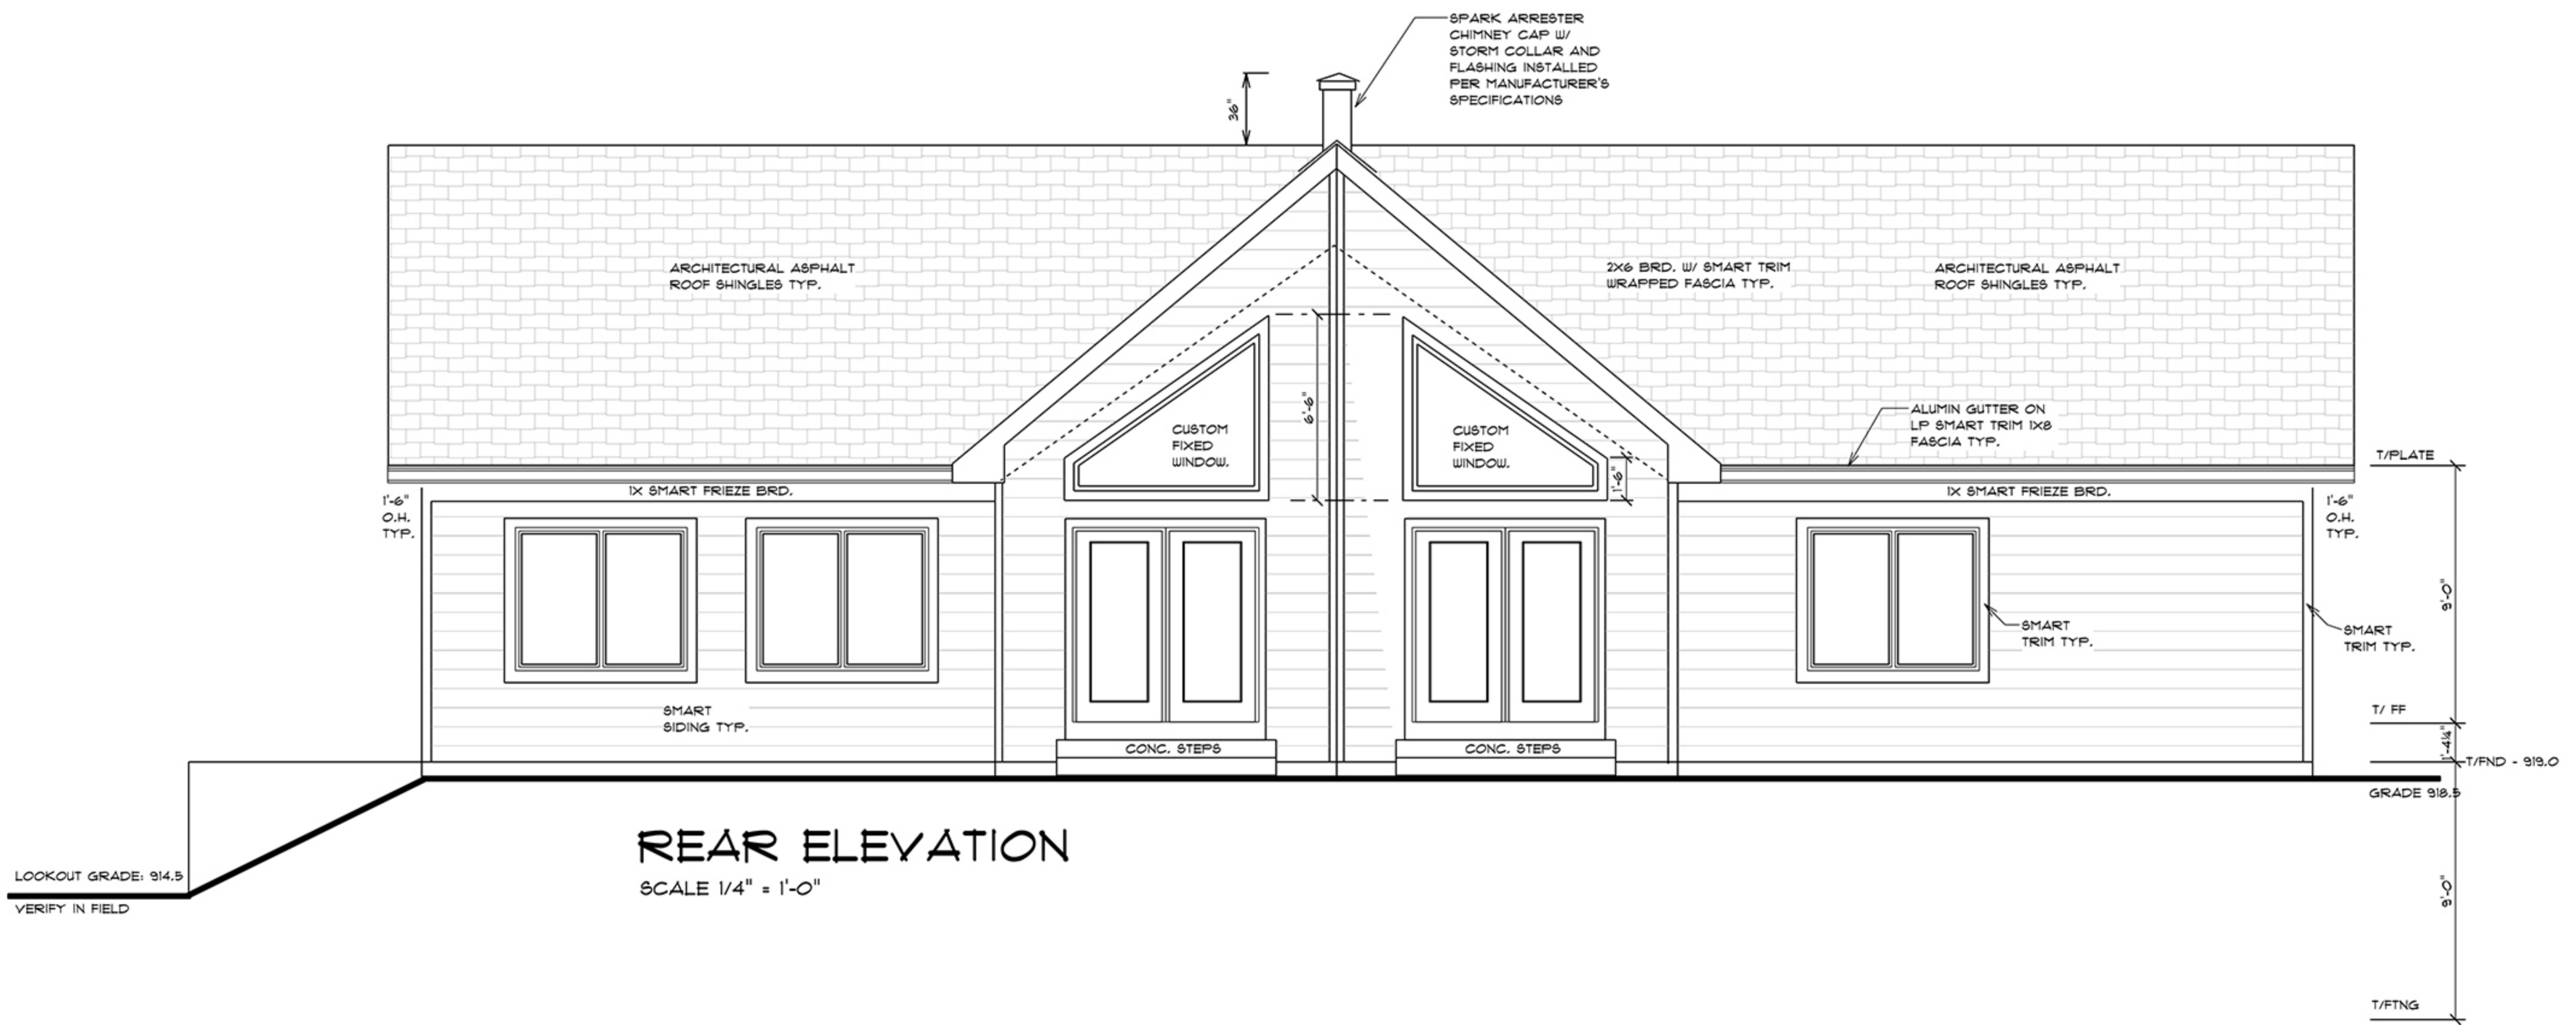 SPARK ARRESTER
CHIMNEY CAP W/
STORM COLLAR AND
FLASHING INSTALLED
PER MANUFACTURER'S
SPECIFICATIONS
36"
ARCHITECTURAL ASPHALT
ROOF SHINGLES TYP.
2X6 BRD. W/ SMART TRIM
WRAPPED FASCIA TYP.
ARCHITECTURAL ASPHALT
ROOF SHINGLES TYP.
6'-6"
CUSTOM
FIXED
WINDOW.
CUSTOM
FIXED
WINDOW.
1'-6"
ALUMIN GUTTER ON
LP SMART TRIM 1X8
FASCIA TYP.
T/PLATE
1X SMART FRIEZE BRD.
1X SMART FRIEZE BRD.
1'-6"
O.H.
TYP.
1'-6"
O.H.
TYP.
9'-0"
SMART
TRIM TYP.
SMART
TRIM TYP.
SMART
SIDING TYP.
T/ FF
1'-4¼"
CONC. STEPS
CONC. STEPS
T/FND - 919.0
GRADE 918.5
REAR ELEVATION
SCALE 1/4" = 1'-0"
LOOKOUT GRADE: 914.5
VERIFY IN FIELD
9'-0"
T/FTNG